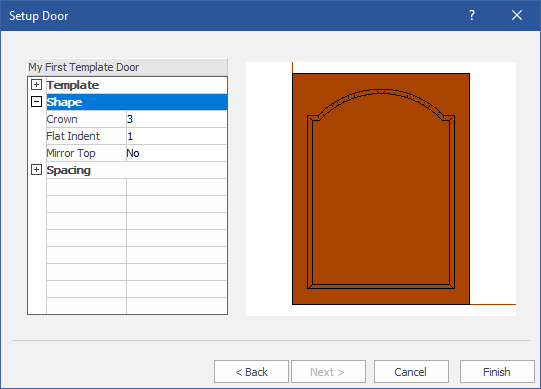 Setup Door
?
My First Template Door
Template
Shape
Crown 3
Flat Indent 1
Mirror Top No
Spacing
< Back Next > Cancel Finish